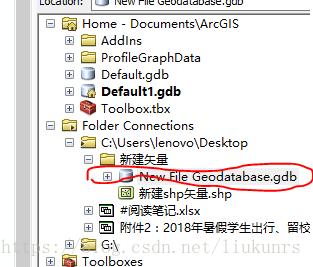 Location: New File Geodatabase.gdb
Home - Documents\ArcGIS
AddIns
ProfileGraphData
Default.gdb
Default1.gdb
Toolbox.tbx
Folder Connections
C:\Users\lenovo\Desktop
新建矢量
New File Geodatabase.gdb
新建shp矢量.shp
#阅读笔记.xlsx
附件2：2018年暑假学生出行、留校
G:\
Toolboxes
csdn.net/liukunrs